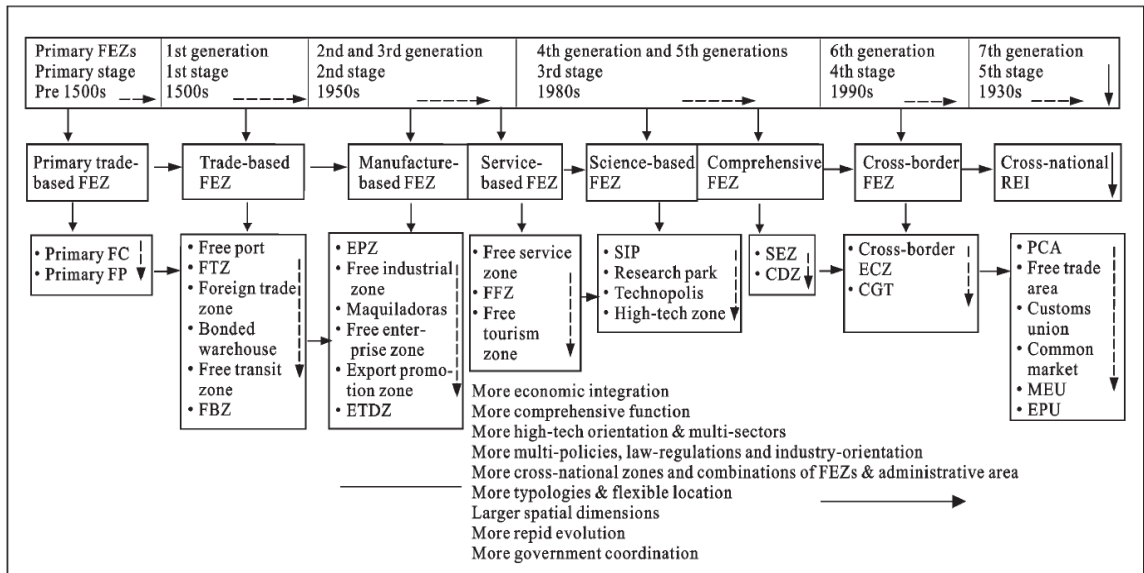 Primary FEZs
Primary stage
Pre 1500s
1st generation
1st stage
1500s
2nd and 3rd generation
2nd stage
1950s
4th generation and 5th generations
3rd stage
1980s
6th generation
4th stage
1990s
7th generation
5th stage
1930s
Primary trade-
based FEZ
Trade-based
FEZ
Manufacture-
based FEZ
Service-
based FEZ
Science-based
FEZ
Comprehensive
FEZ
Cross-border
FEZ
Cross-national
REI
• Primary FC
• Primary FP
• Free port
• FTZ
• Foreign trade
zone
• Bonded
warehouse
• Free transit
zone
• FBZ
• EPZ
• Free industrial
zone
• Maquiladoras
• Free enter-
prise zone
• Export promo-
tion zone
• ETDZ
• Free service
zone
• FFZ
• Free
tourism zone
• SIP
• Research park
• Technopolis
• High-tech zone
• SEZ
• CDZ
• Cross-border
ECZ
• CGT
• PCA
• Free trade
area
• Customs
union
• Common
market
• MEU
• EPU
More economic integration
More comprehensive function
More high-tech orientation & multi-sectors
More multi-policies, law-regulations and industry-orientation
More cross-national zones and combinations of FEZs & administrative area
More typologies & flexible location
Larger spatial dimensions
More repid evolution
More government coordination